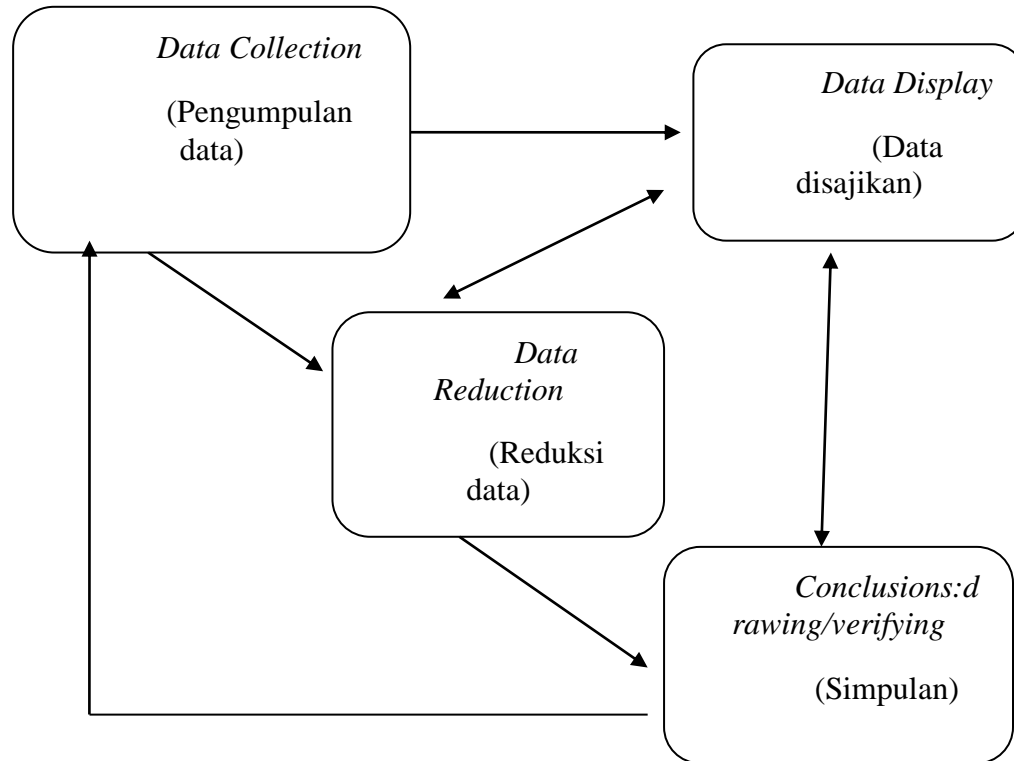 Data Collection
(Pengumpulan
data)
Data Display
(Data
disajikan)
Data
Reduction
(Reduksi
data)
Conclusions:d
rawing/verifying
(Simpulan)